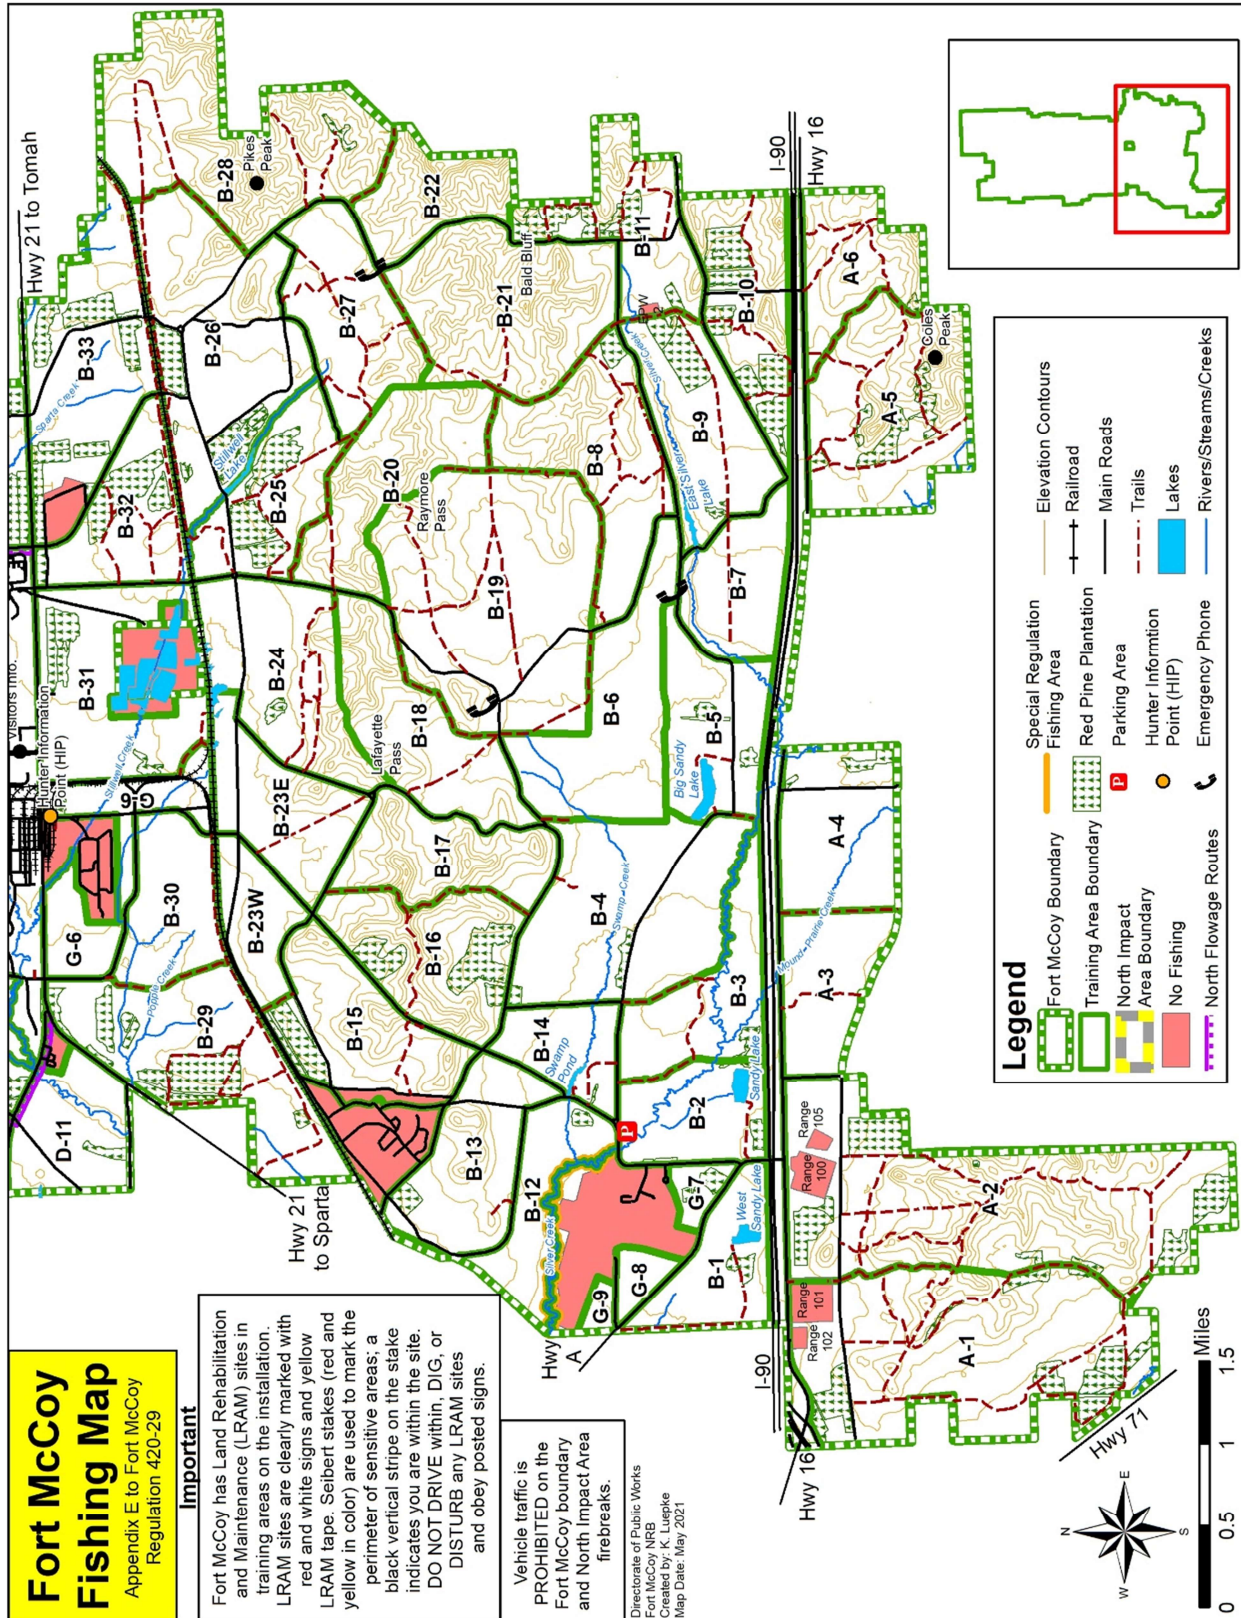 Fort McCoy
Fishing Map
Appendix E to Fort McCoy
Regulation 420-29
Important
Fort McCoy has Land Rehabilitation
and Maintenance (LRAM) sites in
training areas on the installation.
LRAM sites are clearly marked with
red and white signs and yellow
LRAM tape. Seibert stakes (red and
yellow in color) are used to mark the
perimeter of sensitive areas; a
black vertical stripe on the stake
indicates you are within the site.
DO NOT DRIVE within, DIG, or
DISTURB any LRAM sites
and obey posted signs.
Vehicle traffic is
PROHIBITED on the
Fort McCoy boundary
and North Impact Area
firebreaks.
Directorate of Public Works
Fort McCoy NRB
Created by: K. Luepke
Map Date: May 2021
Hwy 21 to Tomah
Visitors Info.
Hunter Information
Point (HIP)
Hwy 21
to Sparta
D-11
G-6
G-6
B-29
B-30
B-31
B-32
B-33
Sparta Creek
Stillwell Creek
Popple Creek
B-28
Pikes
Peak
B-26
B-27
B-22
Stillwell
Lake
B-25
B-24
B-23E
B-23W
B-20
Raymore
Pass
B-21
Bald Bluff
B-19
B-18
Lafayette
Pass
B-17
B-16
B-15
B-14
B-13
B-12
Silver Creek
Swamp
Pond
Swamp Creek
B-11
B-10
B-9
B-8
B-7
B-6
B-5
B-4
B-3
B-2
B-1
Silver Creek
East Silver
Lake
Big Sandy
Lake
Sandy Lake
West
Sandy Lake
P
G-7
G-8
G-9
Hwy
A
I-90
Hwy 16
I-90
Hwy 16
Hwy 71
A-1
A-2
A-3
A-4
A-5
A-6
Coles
Peak
Mound Prairie Creek
Range
102
Range
101
Range
100
Range
105
Legend
Fort McCoy Boundary
Training Area Boundary
North Impact
Area Boundary
No Fishing
North Flowage Routes
Special Regulation
Fishing Area
Red Pine Plantation
P
Parking Area
Hunter Informtion
Point (HIP)
Emergency Phone
Elevation Contours
Railroad
Main Roads
Trails
Lakes
Rivers/Streams/Creeks
N
E
S
W
0
0.5
1
1.5
Miles